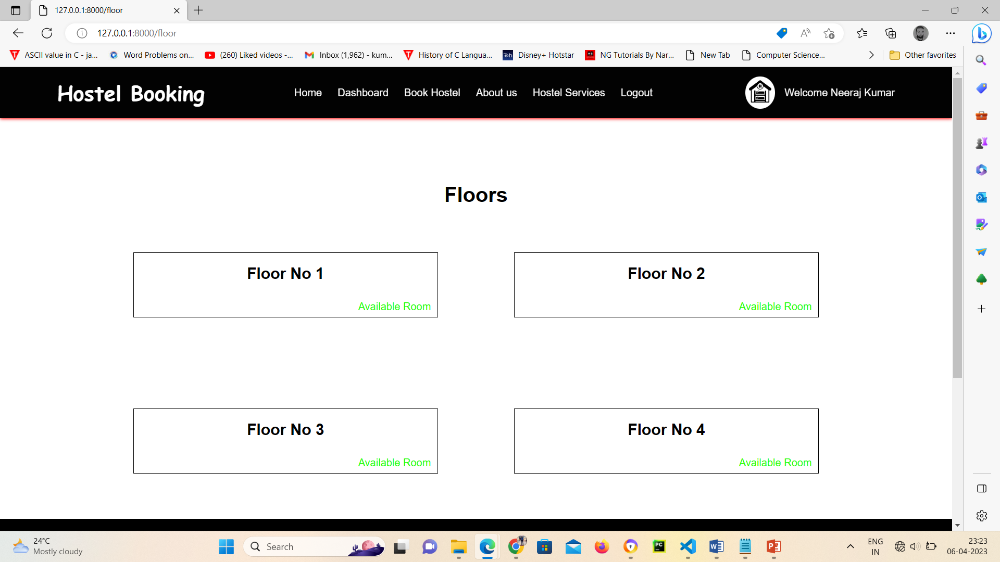 127.0.0.1:8000/floor
127.0.0.1:8000/floor
ASCII value in C - ja... Word Problems on... (260) Liked videos -... Inbox (1,962) - kum... History of C Langua... Disney+ Hotstar NG Tutorials By Nar... New Tab Computer Science... Other favorites
Hostel Booking Home Dashboard Book Hostel About us Hostel Services Logout H Welcome Neeraj Kumar
Floors
Floor No 1 Floor No 2
Available Room Available Room
Floor No 3 Floor No 4
Available Room Available Room
24°C
Mostly cloudy
Search
ENG
IN
23:23
06-04-2023